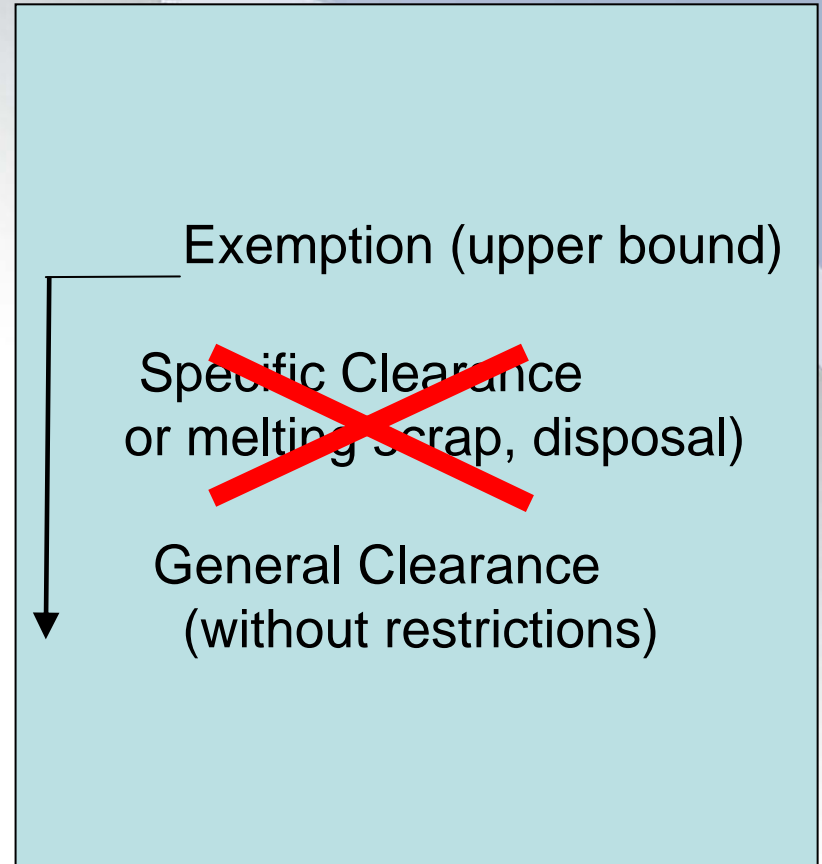 Exemption (upper bound)
Specific Clearance
or melting scrap, disposal)
General Clearance
(without restrictions)